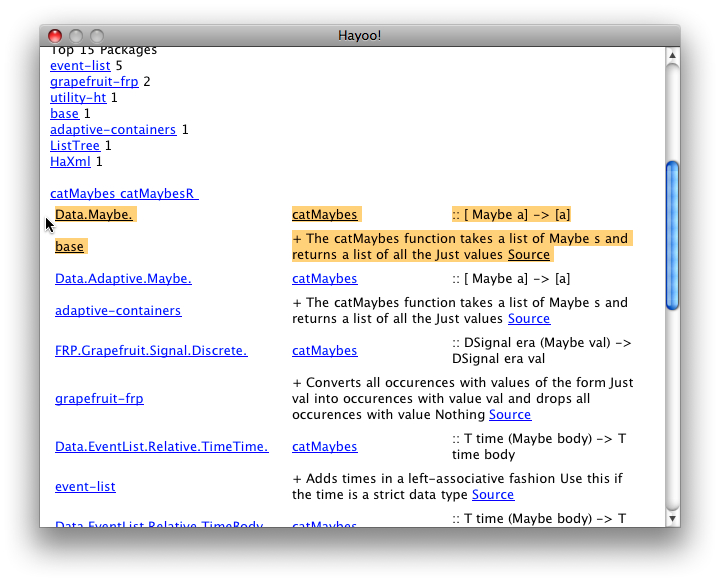 Hayoo!
Top 15 Packages
event-list 5
grapefruit-frp 2
utility-ht 1
base 1
adaptive-containers 1
ListTree 1
HaXml 1
catMaybes catMaybesR
Data.Maybe. catMaybes :: [ Maybe a] -> [a]
+ The catMaybes function takes a list of Maybe s and
base
returns a list of all the Just values Source
Data.Adaptive.Maybe. catMaybes :: [ Maybe a] -> [a]
+ The catMaybes function takes a list of Maybe s and
adaptive-containers
returns a list of all the Just values Source
:: DSignal era (Maybe val) ->
FRP.Grapefruit.Signal.Discrete. catMaybes
DSignal era val
+ Converts all occurences with values of the form Just
grapefruit-frp val into occurences with value val and drops all
occurences with value Nothing Source
:: T time (Maybe body) -> T
Data.EventList.Relative.TimeTime. catMaybes
time body
+ Adds times in a left-associative fashion Use this if
event-list
the time is a strict data type Source
:: T time (Maybe body) -> T
Data.EventList.Relative.TimeBody. catMaybes